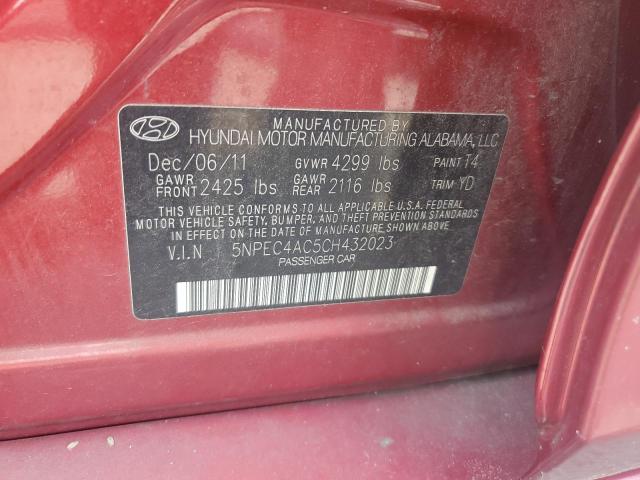 MANUFACTURED BY
HYUNDAI MOTOR MANUFACTURING ALABAMA, LLC
Dec/06/11 GVWR 4299 lbs PAINT T4
GAWR FRONT 2425 lbs GAWR REAR 2116 lbs TRIM YD
THIS VEHICLE CONFORMS TO ALL APPLICABLE U.S.A. FEDERAL
MOTOR VEHICLE SAFETY, BUMPER, AND THEFT PREVENTION STANDARDS
IN EFFECT ON THE DATE OF MANUFACTURE SHOWN ABOVE.
V.I.N 5NPEC4AC5CH432023
PASSENGER CAR